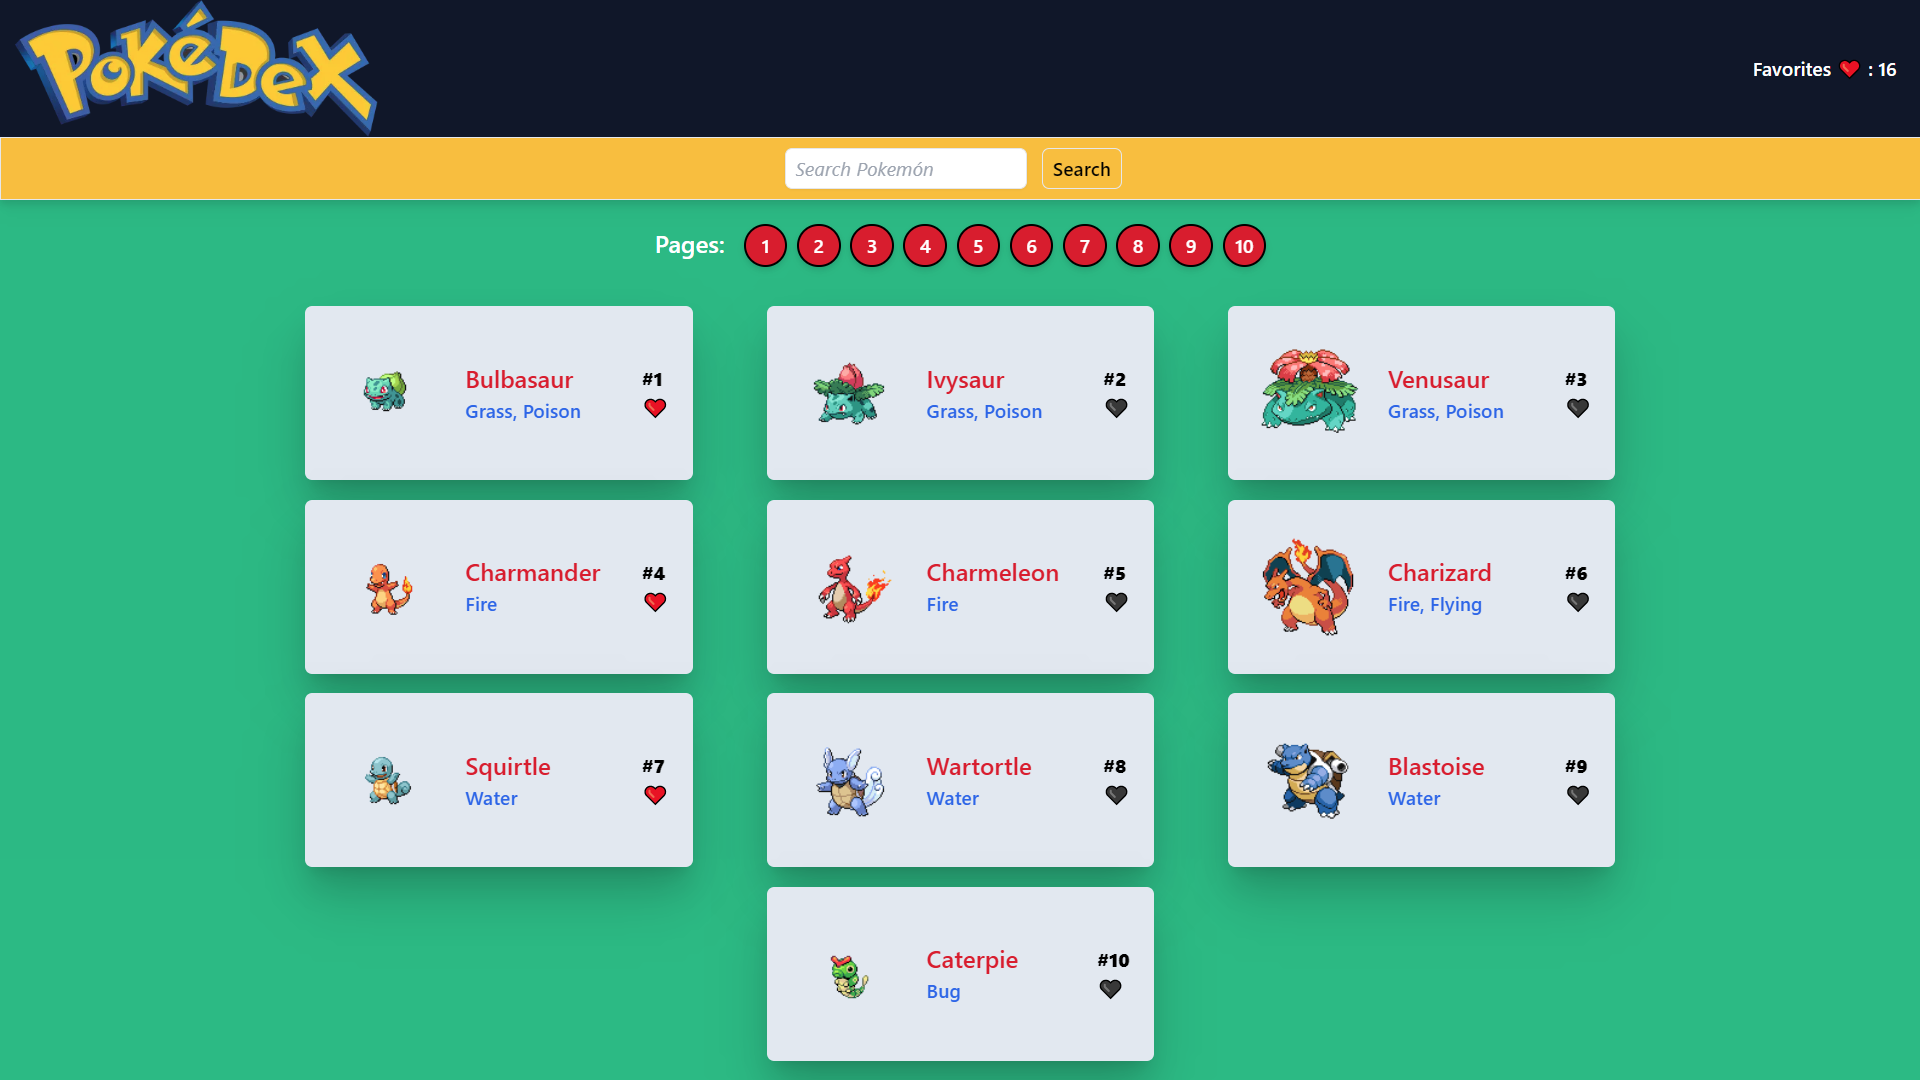 PoKéDex
Favorites ❤ : 16
Search Pokemón
Search
Pages: 1 2 3 4 5 6 7 8 9 10
Bulbasaur #1
Grass, Poison
Ivysaur #2
Grass, Poison
Venusaur #3
Grass, Poison
Charmander #4
Fire
Charmeleon #5
Fire
Charizard #6
Fire, Flying
Squirtle #7
Water
Wartortle #8
Water
Blastoise #9
Water
Caterpie #10
Bug